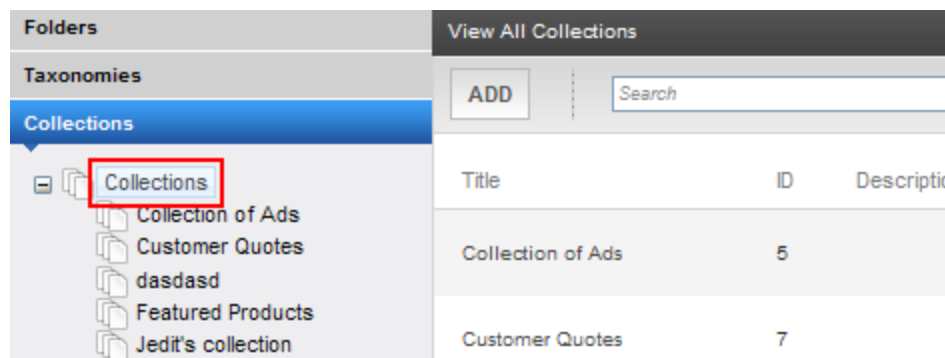 Folders
Taxonomies
Collections
Collections
Collection of Ads
Customer Quotes
dasdasd
Featured Products
Jedit's collection
View All Collections
ADD Search
Title ID Descriptio
Collection of Ads 5
Customer Quotes 7